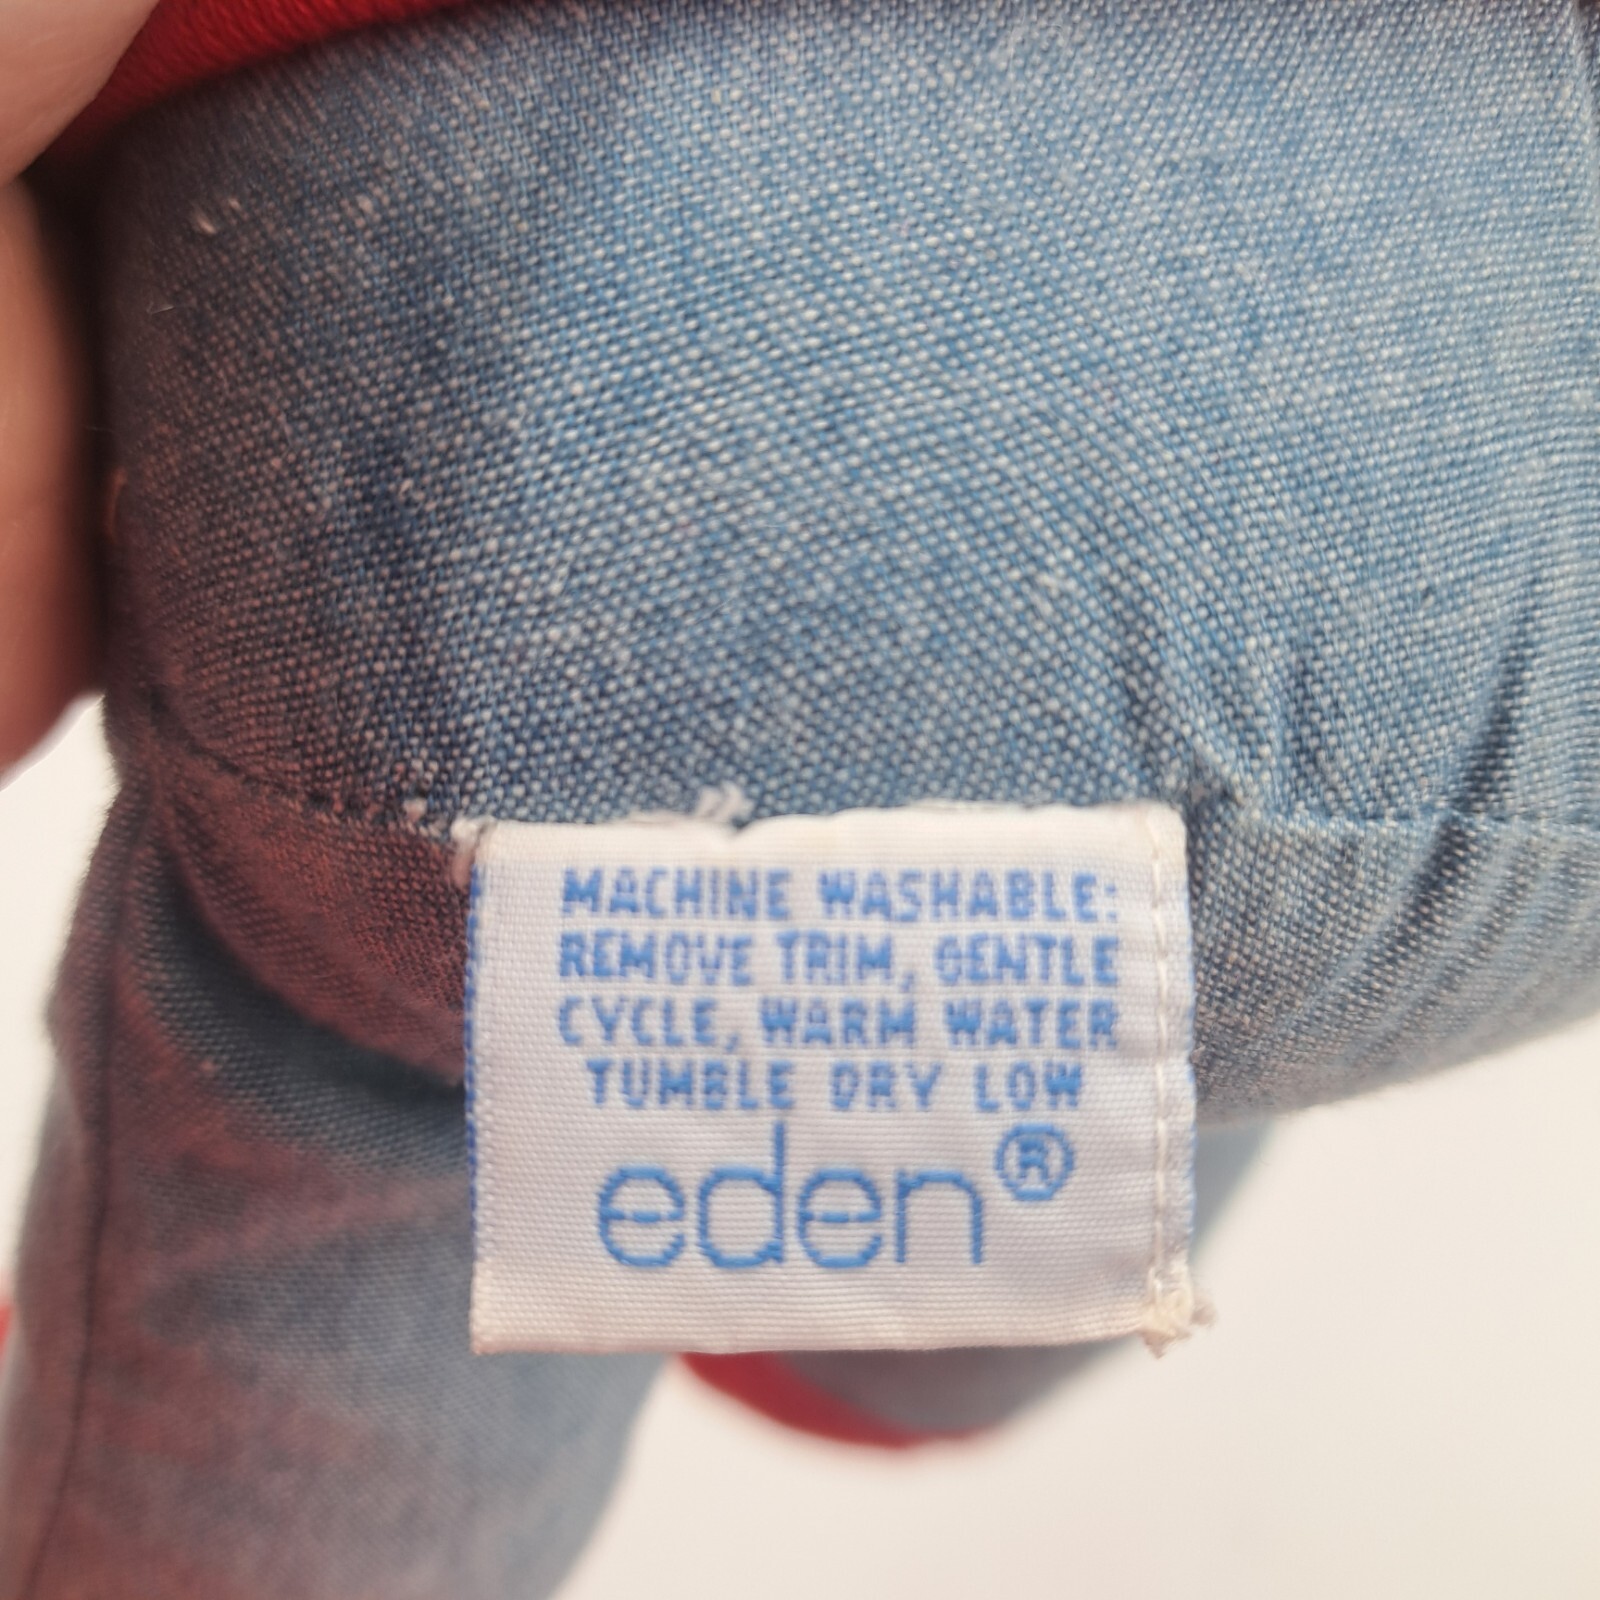 MACHINE WASHABLE:
REMOVE TRIM, GENTLE
CYCLE, WARM WATER
TUMBLE DRY LOW
eden®